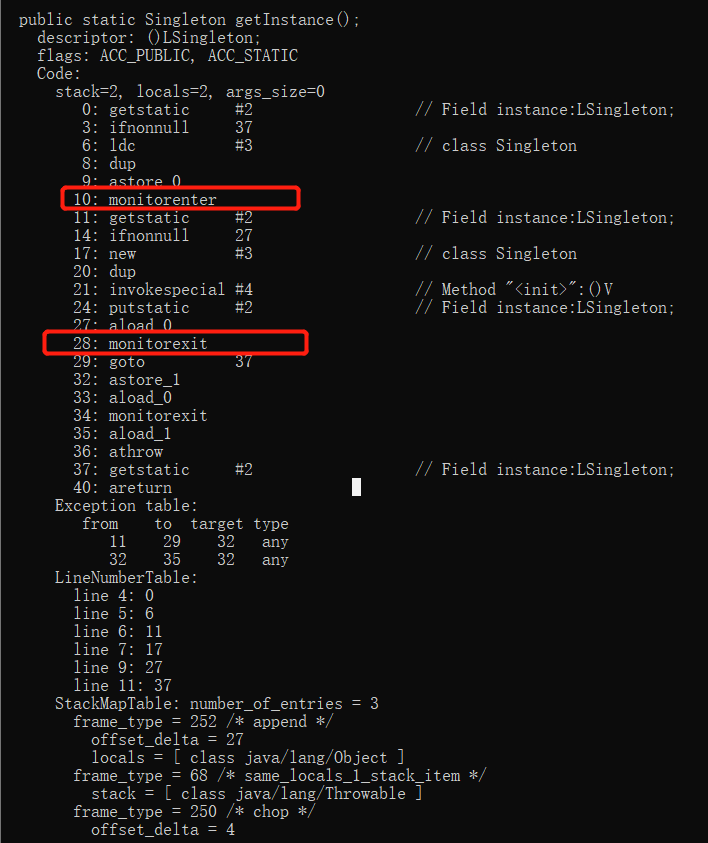 public static Singleton getInstance();
descriptor: ()LSingleton;
flags: ACC_PUBLIC, ACC_STATIC
Code:
stack=2, locals=2, args_size=0
0: getstatic #2 // Field instance:LSingleton;
3: ifnonnull 37
6: ldc #3 // class Singleton
8: dup
9: astore_0
10: monitorenter
11: getstatic #2 // Field instance:LSingleton;
14: ifnonnull 27
17: new #3 // class Singleton
20: dup
21: invokespecial #4 // Method "<init>":()V
24: putstatic #2 // Field instance:LSingleton;
27: aload_0
28: monitorexit
29: goto 37
32: astore_1
33: aload_0
34: monitorexit
35: aload_1
36: athrow
37: getstatic #2 // Field instance:LSingleton;
40: areturn
Exception table:
from to target type
11 29 32 any
32 35 32 any
LineNumberTable:
line 4: 0
line 5: 6
line 6: 11
line 7: 17
line 9: 27
line 11: 37
StackMapTable: number_of_entries = 3
frame_type = 252 /* append */
offset_delta = 27
locals = [ class java/lang/Object ]
frame_type = 68 /* same_locals_1_stack_item */
stack = [ class java/lang/Throwable ]
frame_type = 250 /* chop */
offset_delta = 4